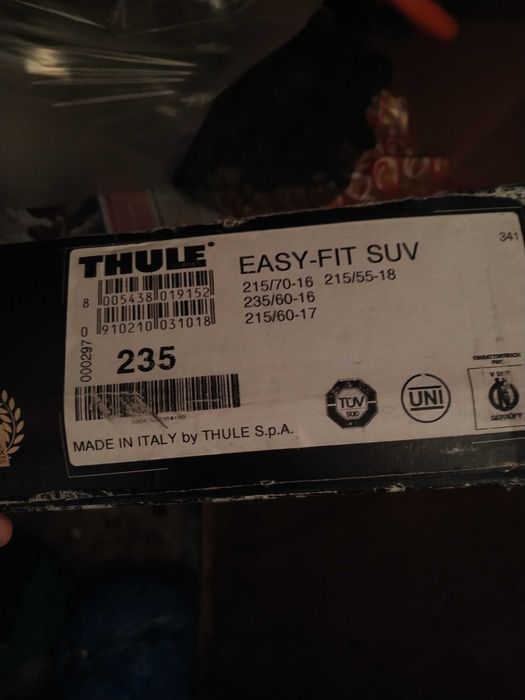 THULE
EASY-FIT SUV
341
215/70-16 215/55-18
235/60-16
215/60-17
8 005438 019152
0 910210 031018
000297
235
TÜV
SÜD
UNI
MADE IN ITALY by THULE S.p.A.